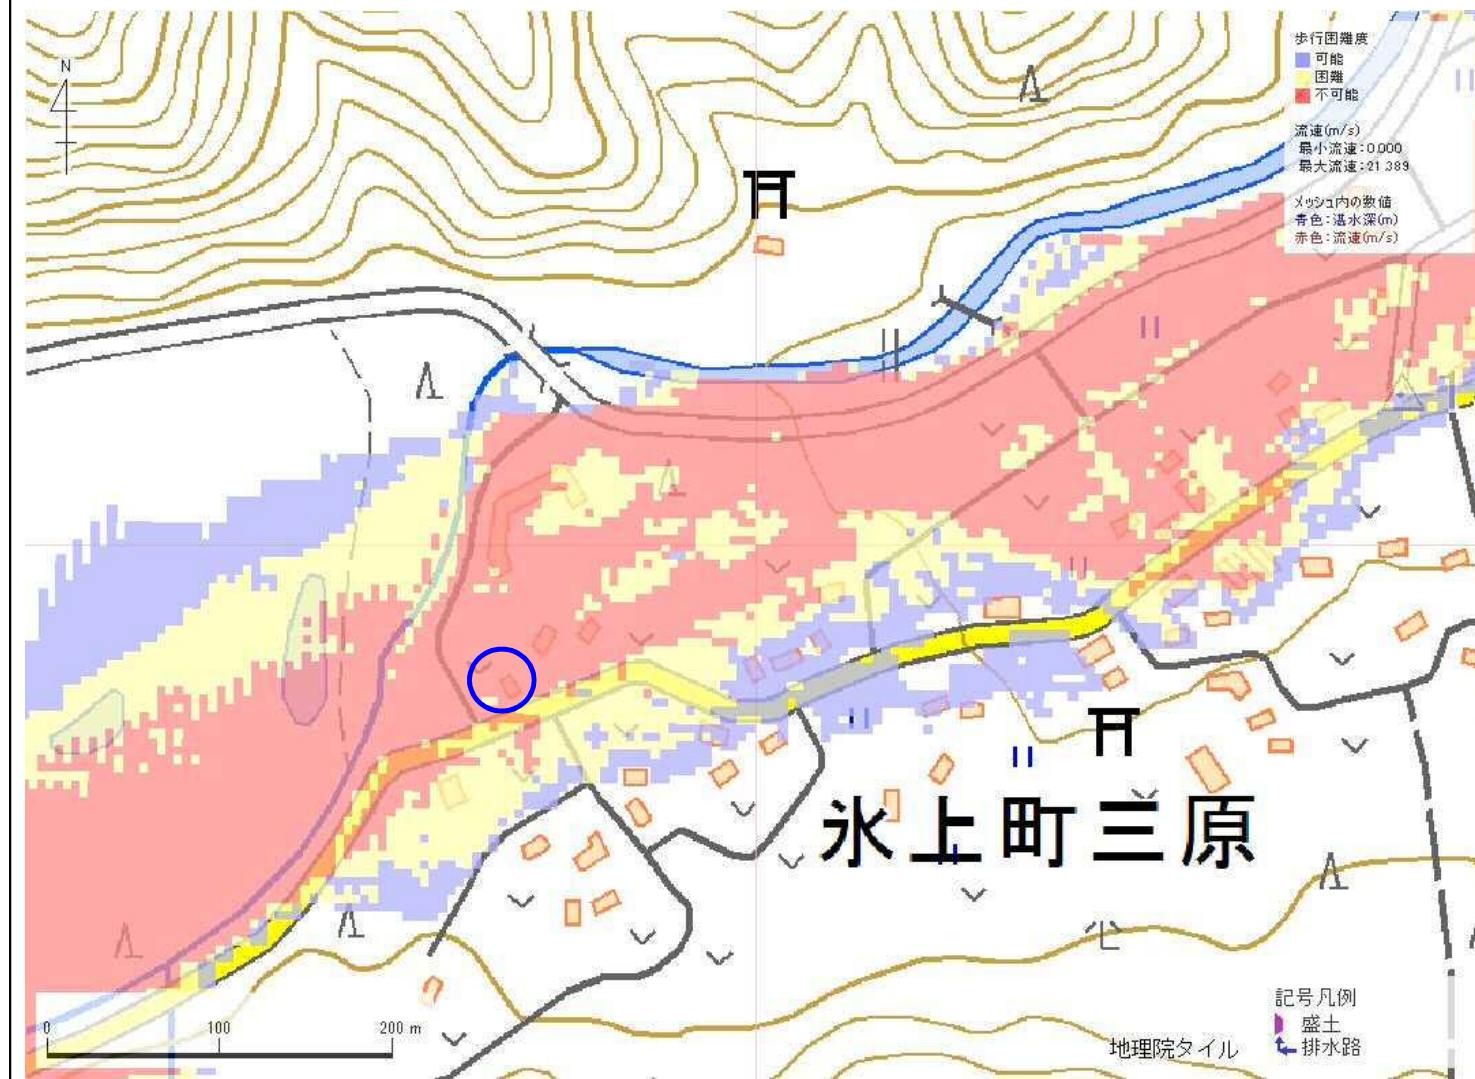 N
歩行困難度
可能
困難
不可能
流速(m/s)
最小流速:0.000
最大流速:21.389
メッシュ内の数値
青色:湛水深(m)
赤色:流速(m/s)
氷上町三原
0 100 200 m
地理院タイル
記号凡例
盛土
排水路